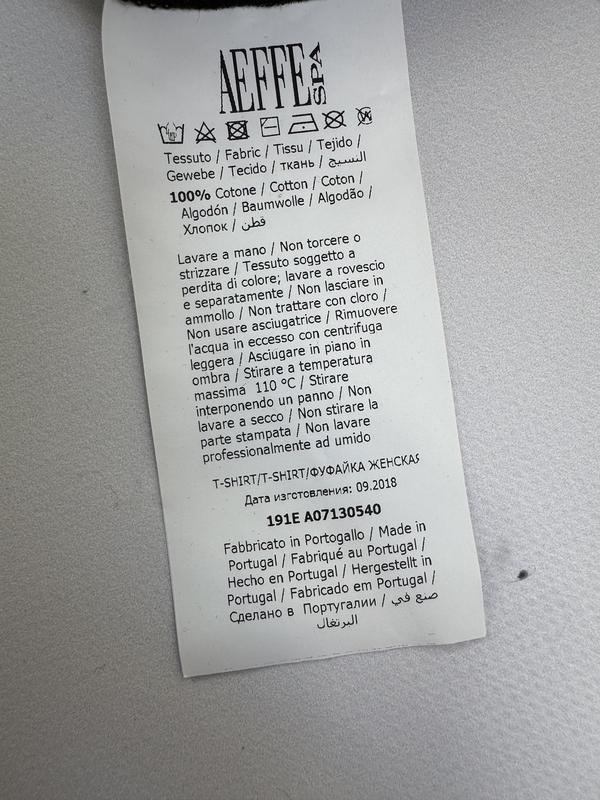 AEFFE SPA
Tessuto / Fabric / Tissu / Tejido /
Gewebe / Tecido / ткань / النسيج
100% Cotone / Cotton / Coton /
Algodón / Baumwolle / Algodão /
Хлопок / قطن
Lavare a mano / Non torcere o
strizzare / Tessuto soggetto a
perdita di colore; lavare a rovescio
e separatamente / Non lasciare in
ammollo / Non trattare con cloro /
Non usare asciugatrice / Rimuovere
l'acqua in eccesso con centrifuga
leggera / Asciugare in piano in
ombra / Stirare a temperatura
massima 110 °C / Stirare
interponendo un panno / Non
lavare a secco / Non stirare la
parte stampata / Non lavare
professionalmente ad umido
T-SHIRT/T-SHIRT/ФУФАЙКА ЖЕНСКАЯ
Дата изготовления: 09.2018
191E A07130540
Fabbricato in Portogallo / Made in
Portugal / Fabriqué au Portugal /
Hecho en Portugal / Hergestellt in
Portugal / Fabricado em Portugal /
Сделано в Португалии / صنع في
البرتغال